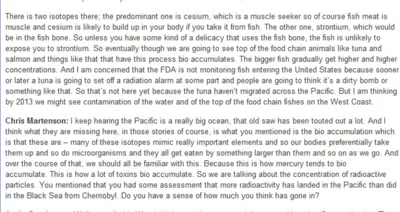 There is two isotopes there; the predominant one is cesium, which is a muscle seeker so of course fish meat is
muscle and cesium is likely to build up in your body if you take it from fish. The other one, strontium, which would
be in the fish bone. So unless you have some kind of a delicacy that uses the fish bone, the fish is unlikely to
expose you to strontium. So eventually though we are going to see top of the food chain animals like tuna and
salmon and things like that that have this process bio accumulates. The bigger fish gradually get higher and higher
concentrations. And I am concerned that the FDA is not monitoring fish entering the United States because sooner
or later a tuna is going to set off a radiation alarm at some part and people are going to think it's a dirty bomb or
something like that. So that's not here yet because the tuna haven't migrated across the Pacific. But I am thinking
by 2013 we might see contamination of the water and of the top of the food chain fishes on the West Coast.
Chris Martenson: I keep hearing the Pacific is a really big ocean, that old saw has been touted out a lot. And I
think what they are missing here, in those stories, of course, is what you mentioned is the bio accumulation which
is that these are – many of these isotopes mimic really important elements and so our bodies preferentially take
them up and so do microorganisms and they all get eaten by something larger than them and so on as we go. And
over the course of that, we should all be familiar with this. Because this is how mercury tends to bio
accumulate. This is how a lot of toxins bio accumulate. So we are talking about the concentration of radioactive
particles. You mentioned that you had some assessment that more radioactivity has landed in the Pacific than did
in the Black Sea from Chernobyl. Do you have a sense of how much you think has gone in?